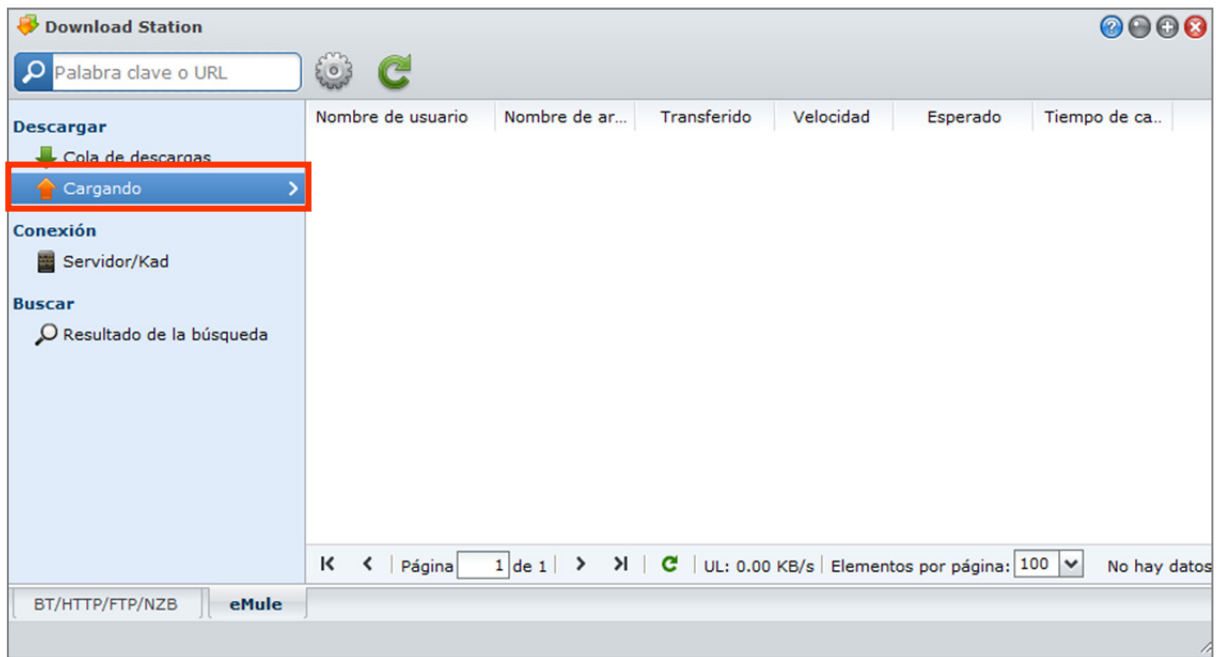 Download Station
Palabra clave o URL
Descargar
Cola de descargas
Cargando
Conexión
Servidor/Kad
Buscar
Resultado de la búsqueda
Nombre de usuario Nombre de ar... Transferido Velocidad Esperado Tiempo de ca..
Página 1 de 1 UL: 0.00 KB/s Elementos por página: 100 No hay datos
BT/HTTP/FTP/NZB eMule